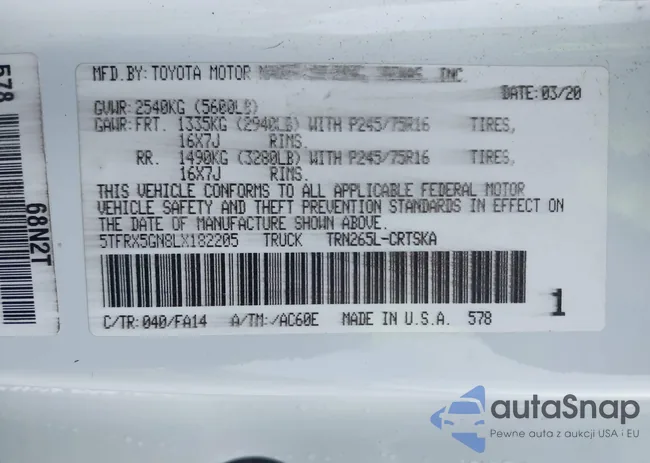 MFD.BY: TOYOTA MOTOR INC
DATE: 03/20
GVWR: 2540KG (5600LB)
GAWR: FRT. 1335KG (2940LB) WITH P245/75R16 TIRES,
16X7J RIMS.
RR. 1490KG (3280LB) WITH P245/75R16 TIRES,
16X7J RIMS.
THIS VEHICLE CONFORMS TO ALL APPLICABLE FEDERAL MOTOR
VEHICLE SAFETY AND THEFT PREVENTION STANDARDS IN EFFECT ON
THE DATE OF MANUFACTURE SHOWN ABOVE.
5TFRX5GN8LX182205 TRUCK TRN265L-CRTSKA
C/TR: 040/FA14 A/TM: /AC60E MADE IN U.S.A. 578
1
578
68N2T
autoSnap
Pewne auta z aukcji USA i EU